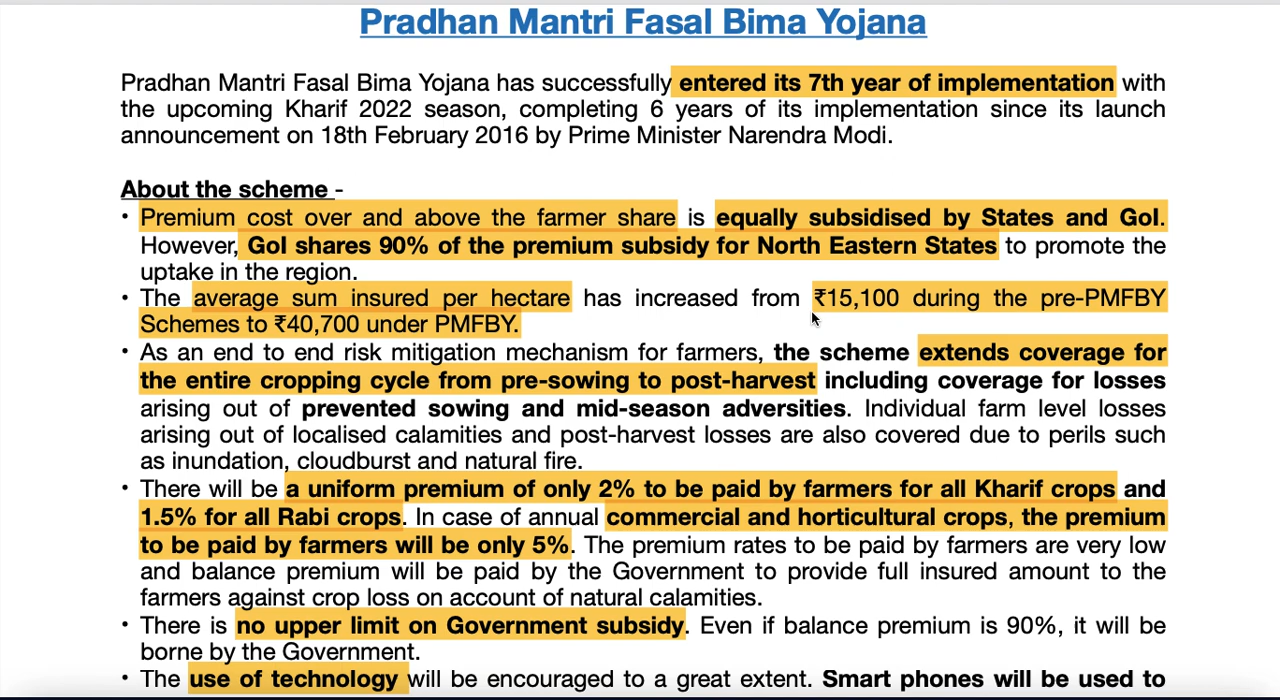 Pradhan Mantri Fasal Bima Yojana
Pradhan Mantri Fasal Bima Yojana has successfully entered its 7th year of implementation with
the upcoming Kharif 2022 season, completing 6 years of its implementation since its launch
announcement on 18th February 2016 by Prime Minister Narendra Modi.
About the scheme -
• Premium cost over and above the farmer share is equally subsidised by States and GoI.
However, GoI shares 90% of the premium subsidy for North Eastern States to promote the
uptake in the region.
• The average sum insured per hectare has increased from ₹15,100 during the pre-PMFBY
Schemes to ₹40,700 under PMFBY.
• As an end to end risk mitigation mechanism for farmers, the scheme extends coverage for
the entire cropping cycle from pre-sowing to post-harvest including coverage for losses
arising out of prevented sowing and mid-season adversities. Individual farm level losses
arising out of localised calamities and post-harvest losses are also covered due to perils such
as inundation, cloudburst and natural fire.
• There will be a uniform premium of only 2% to be paid by farmers for all Kharif crops and
1.5% for all Rabi crops. In case of annual commercial and horticultural crops, the premium
to be paid by farmers will be only 5%. The premium rates to be paid by farmers are very low
and balance premium will be paid by the Government to provide full insured amount to the
farmers against crop loss on account of natural calamities.
• There is no upper limit on Government subsidy. Even if balance premium is 90%, it will be
borne by the Government.
• The use of technology will be encouraged to a great extent. Smart phones will be used to